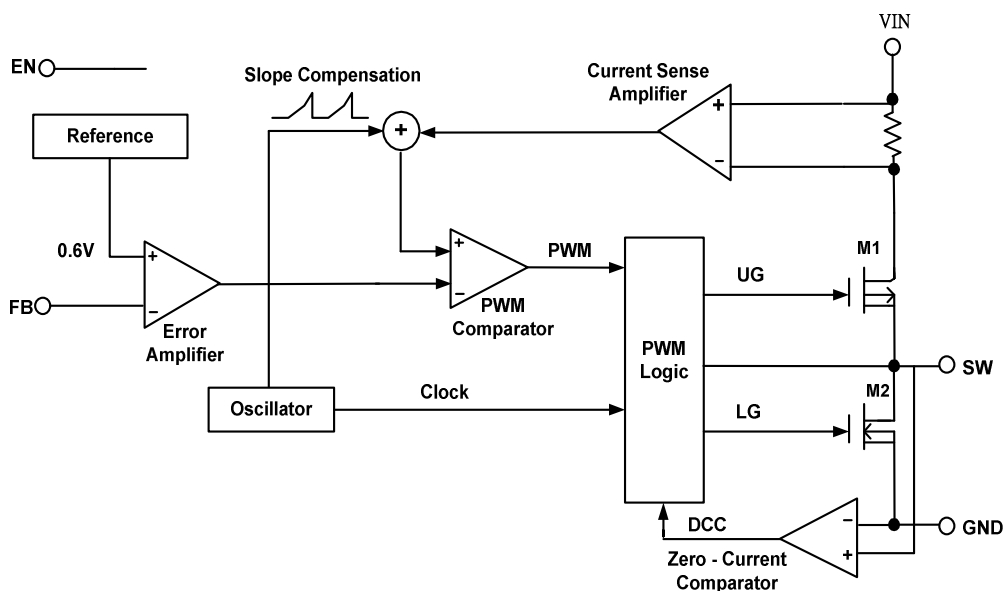 VIN
EN
Slope Compensation
Current Sense
Amplifier
Reference
+
+
−
0.6V
+
−
FB
Error
Amplifier
+
−
PWM
Comparator
PWM
M1
UG
PWM
Logic
SW
M2
Oscillator
Clock
LG
DCC
−
+
GND
Zero - Current
Comparator